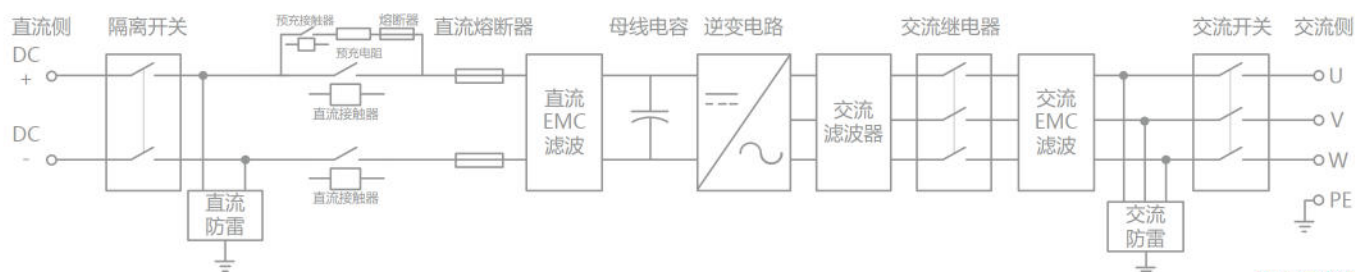 直流侧
隔离开关
预充接触器
熔断器
直流熔断器
母线电容
逆变电路
交流继电器
交流开关
交流侧
DC
+
预充电阻
直流接触器
DC
-
直流接触器
直流
防雷
直流
EMC
滤波
交流
滤波器
交流
EMC
滤波
交流
防雷
U
V
W
PE